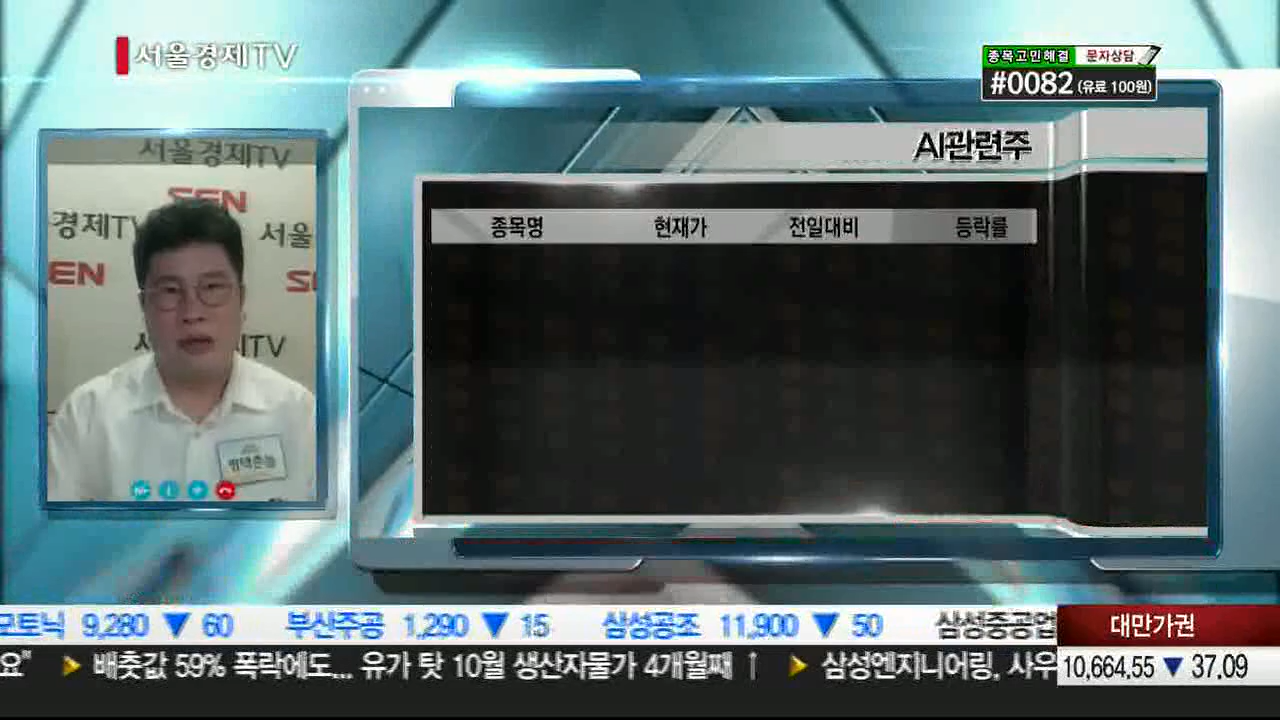 서울경제TV
종목고민해결 문자상담
#0082 (유료 100원)
AI관련주
종목명 현재가 전일대비 등락률
서울경제TV
SEN
경제TV 서울
EN
TV
모토닉 9,280 ▼ 60 부산주공 1,290 ▼ 15 삼성공조 11,900 ▼ 50 삼성중공업
대만가권
요" ▶ 배춧값 59% 폭락에도... 유가 탓 10월 생산자물가 4개월째 ↑ ▶ 삼성엔지니어링, 사우
10,664.55 ▼ 37.09